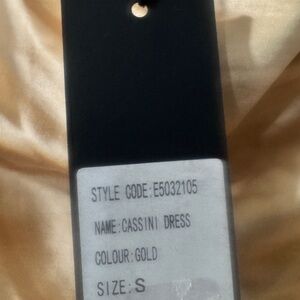 STYLE CODE:E5032105
NAME:CASSINI DRESS
COLOUR:GOLD
SIZE:S